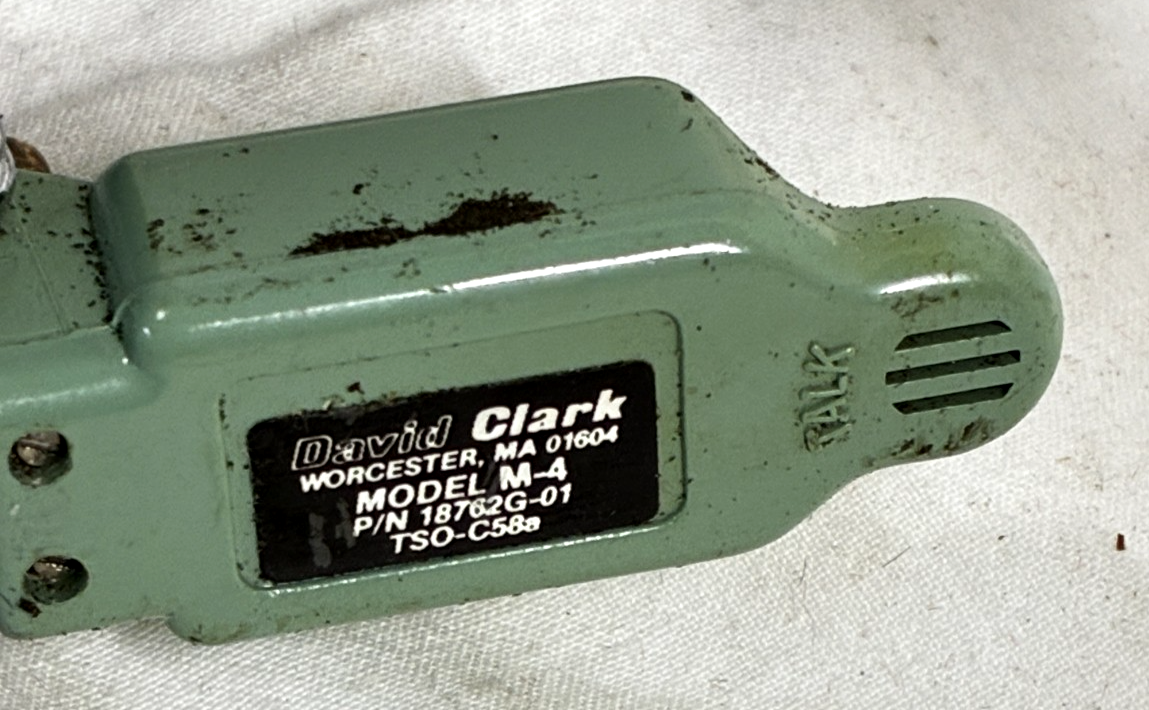 David Clark
WORCESTER, MA 01604
MODEL M-4
P/N 18762G-01
TSO-C58a
TALK